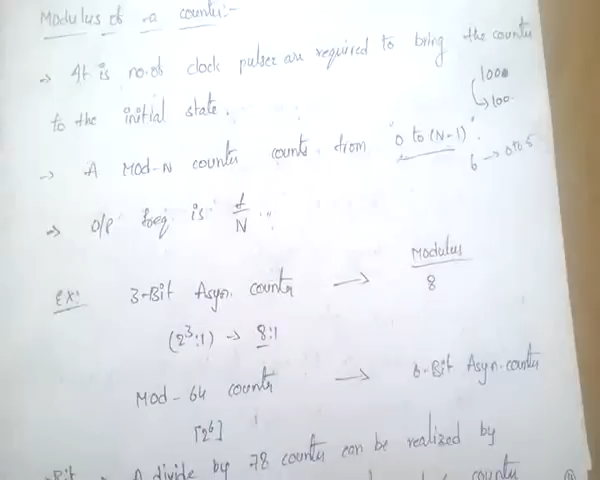 Modulus of a counter:-
→ It is no.of clock pulses are required to bring the counter
to the initial state.
1000
↳100
→ A Mod-N counter counts from "0 to (N-1)".
6 → 0 to 5
→ O/P freq is f/N
Modulus
Ex: 3-Bit Asyn. counter → 8
(2³:1) → 8:1
Mod-64 counter → 6-Bit Asyn.counter
[2⁶]
A divide by 78 counter can be realized by
counter